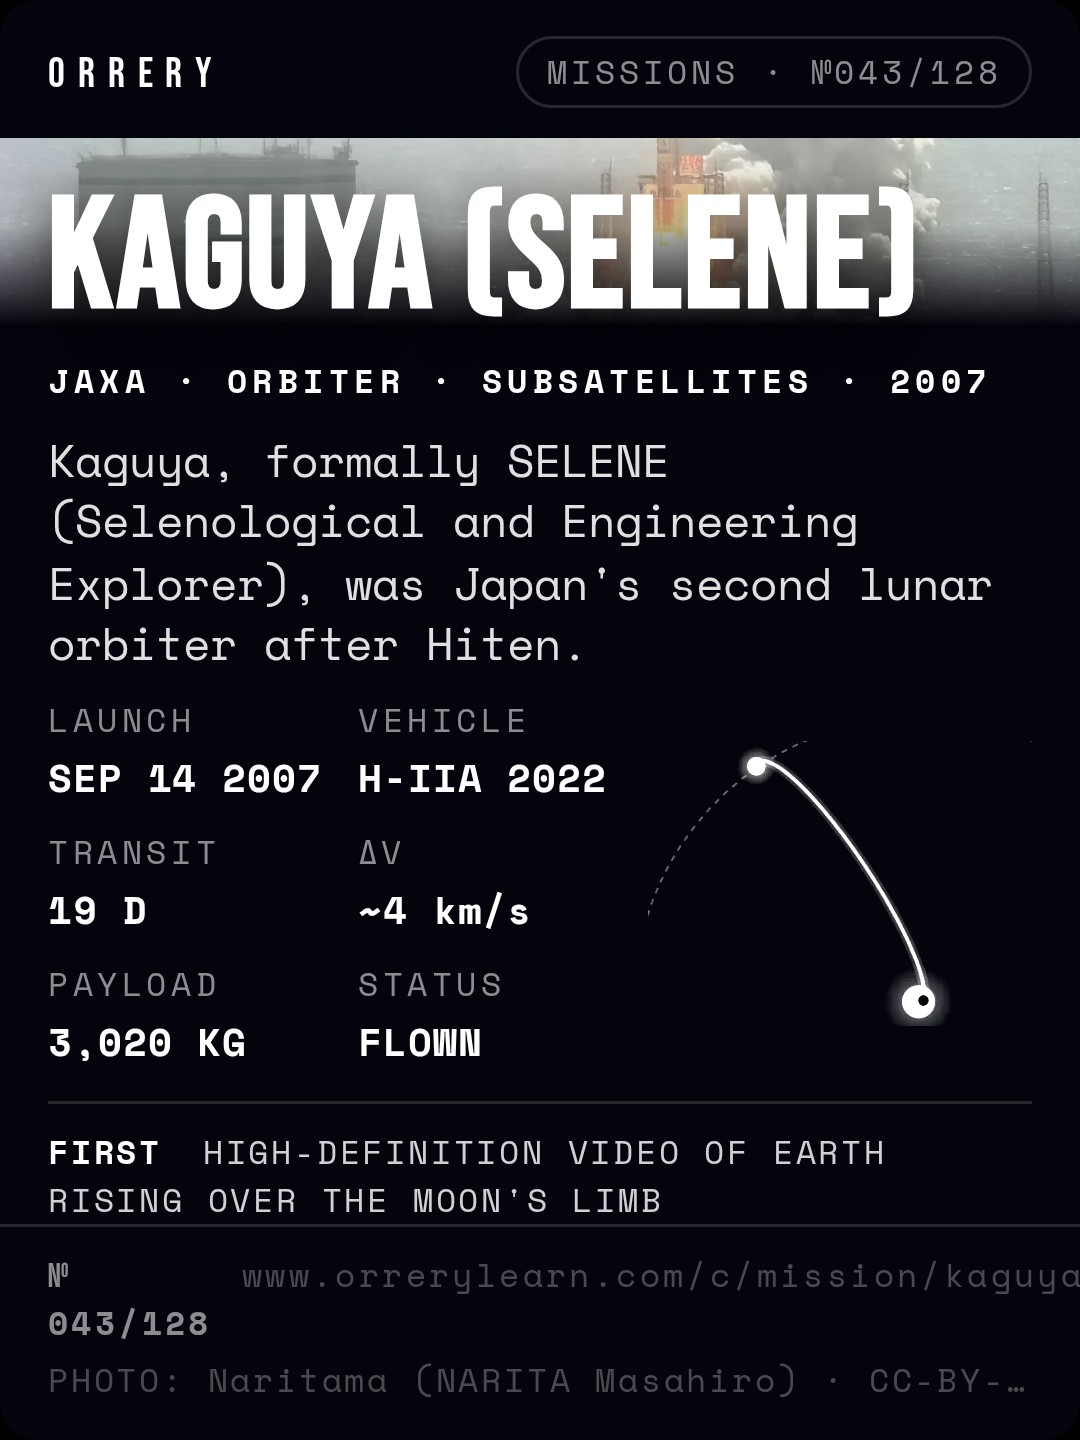 ORRERY
MISSIONS · №043/128
KAGUYA (SELENE)
JAXA · ORBITER · SUBSATELLITES · 2007
Kaguya, formally SELENE
(Selenological and Engineering
Explorer), was Japan's second lunar
orbiter after Hiten.
LAUNCH VEHICLE
SEP 14 2007 H-IIA 2022
TRANSIT ΔV
19 D ~4 km/s
PAYLOAD STATUS
3,020 KG FLOWN
FIRST HIGH-DEFINITION VIDEO OF EARTH
RISING OVER THE MOON'S LIMB
№ www.orrerylearn.com/c/mission/kaguya
043/128
PHOTO: Naritama (NARITA Masahiro) · CC-BY-…